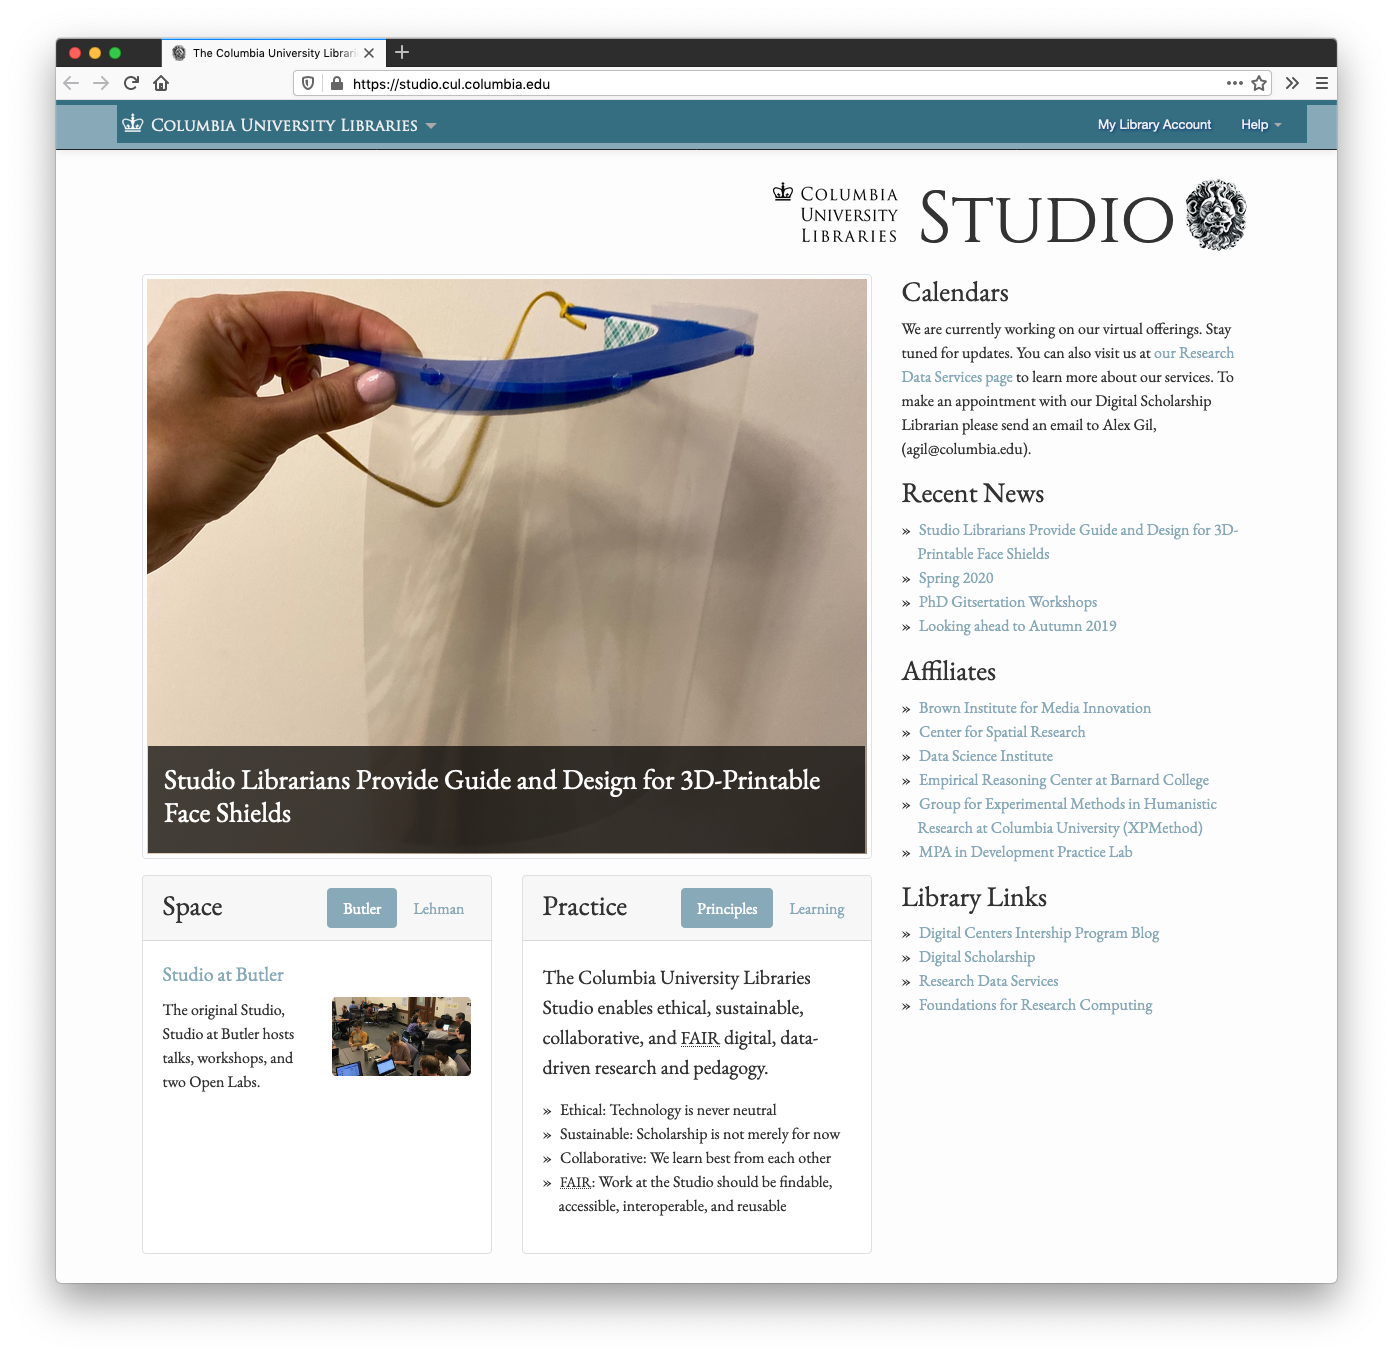 The Columbia University Librari
https://studio.cul.columbia.edu
COLUMBIA UNIVERSITY LIBRARIES
My Library Account
Help
COLUMBIA
UNIVERSITY
LIBRARIES
STUDIO
Studio Librarians Provide Guide and Design for 3D-Printable
Face Shields
Space
Butler
Lehman
Studio at Butler
The original Studio,
Studio at Butler hosts
talks, workshops, and
two Open Labs.
Practice
Principles
Learning
The Columbia University Libraries
Studio enables ethical, sustainable,
collaborative, and FAIR digital, data-
driven research and pedagogy.
» Ethical: Technology is never neutral
» Sustainable: Scholarship is not merely for now
» Collaborative: We learn best from each other
» FAIR: Work at the Studio should be findable,
accessible, interoperable, and reusable
Calendars
We are currently working on our virtual offerings. Stay
tuned for updates. You can also visit us at our Research
Data Services page to learn more about our services. To
make an appointment with our Digital Scholarship
Librarian please send an email to Alex Gil,
(agil@columbia.edu).
Recent News
» Studio Librarians Provide Guide and Design for 3D-
Printable Face Shields
» Spring 2020
» PhD Gitsertation Workshops
» Looking ahead to Autumn 2019
Affiliates
» Brown Institute for Media Innovation
» Center for Spatial Research
» Data Science Institute
» Empirical Reasoning Center at Barnard College
» Group for Experimental Methods in Humanistic
Research at Columbia University (XPMethod)
» MPA in Development Practice Lab
Library Links
» Digital Centers Intership Program Blog
» Digital Scholarship
» Research Data Services
» Foundations for Research Computing